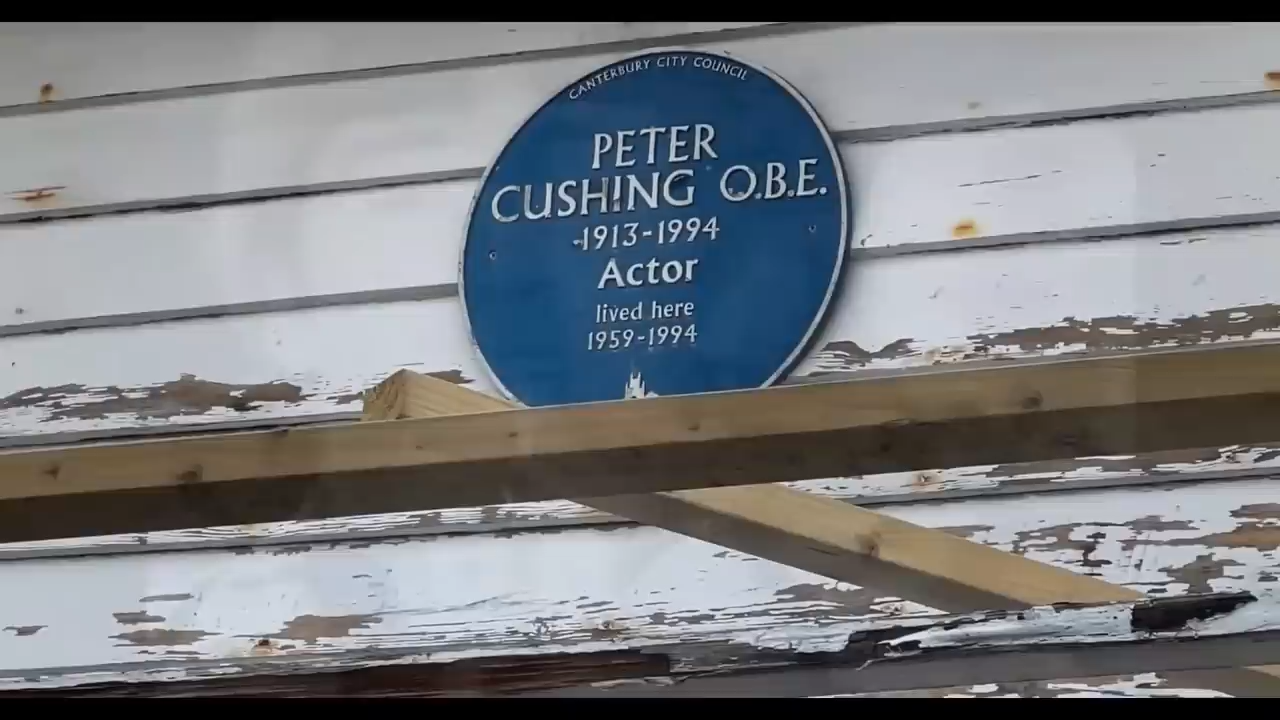 CANTERBURY CITY COUNCIL
PETER
CUSHING O.B.E.
1913-1994
Actor
lived here
1959-1994